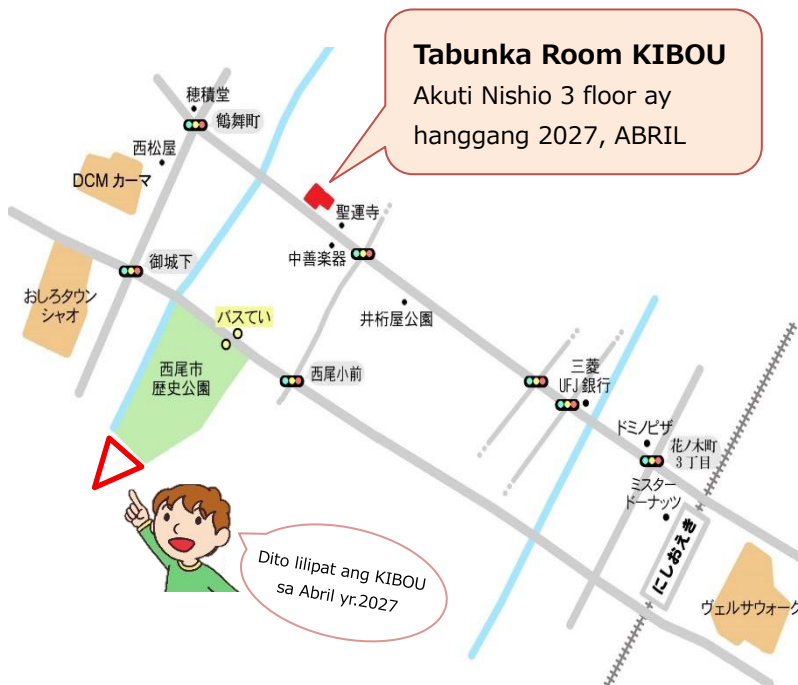 Tabunka Room KIBOU
Akuti Nishio 3 floor ay
hanggang 2027, ABRIL
穂積堂
鶴舞町
西松屋
DCM カーマ
聖運寺
中善楽器
御城下
おしろタウン
シャオ
バスてい
井桁屋公園
西尾市
歴史公園
西尾小前
三菱
UFJ 銀行
ドミノピザ
花ノ木町
3丁目
ミスター
ドーナッツ
にしおえき
ヴェルサウォーク
Dito lilipat ang KIBOU
sa Abril yr.2027